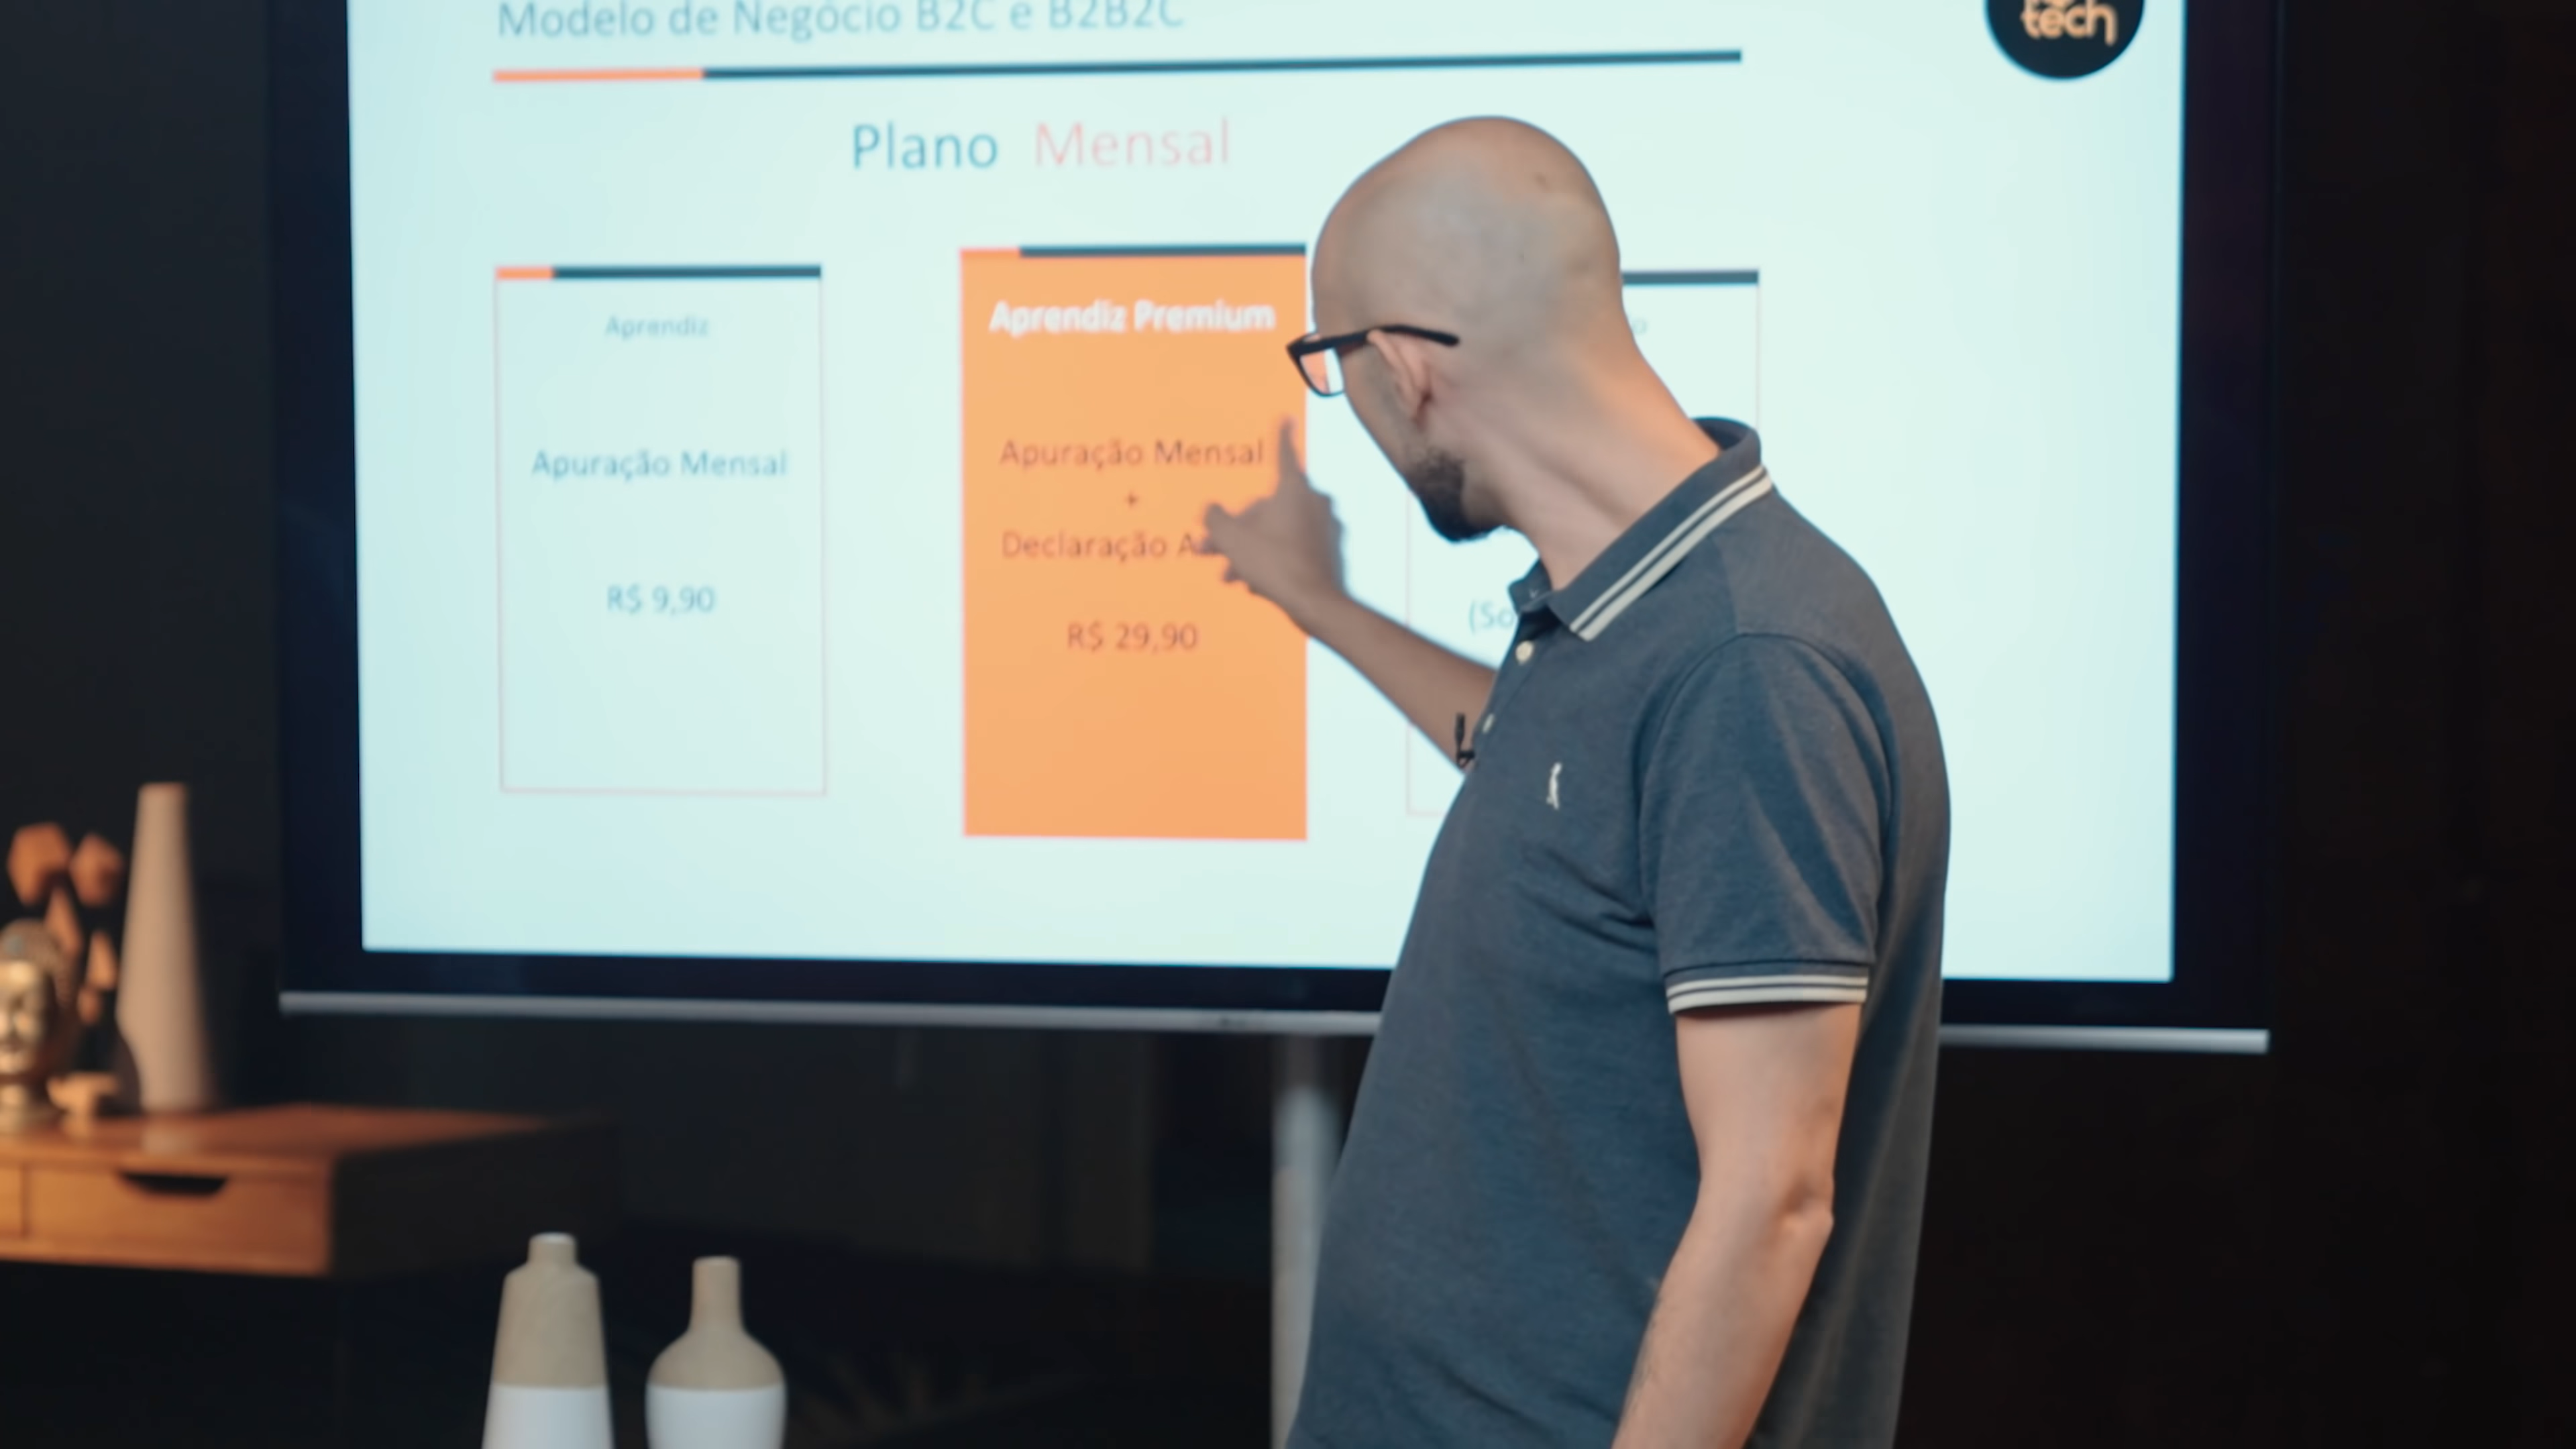 Modelo de Negócio B2C e B2B2C
tech
Plano Mensal
Aprendiz
Apuração Mensal
R$ 9,90
Aprendiz Premium
Apuração Mensal
+
Declaração
R$ 29,90